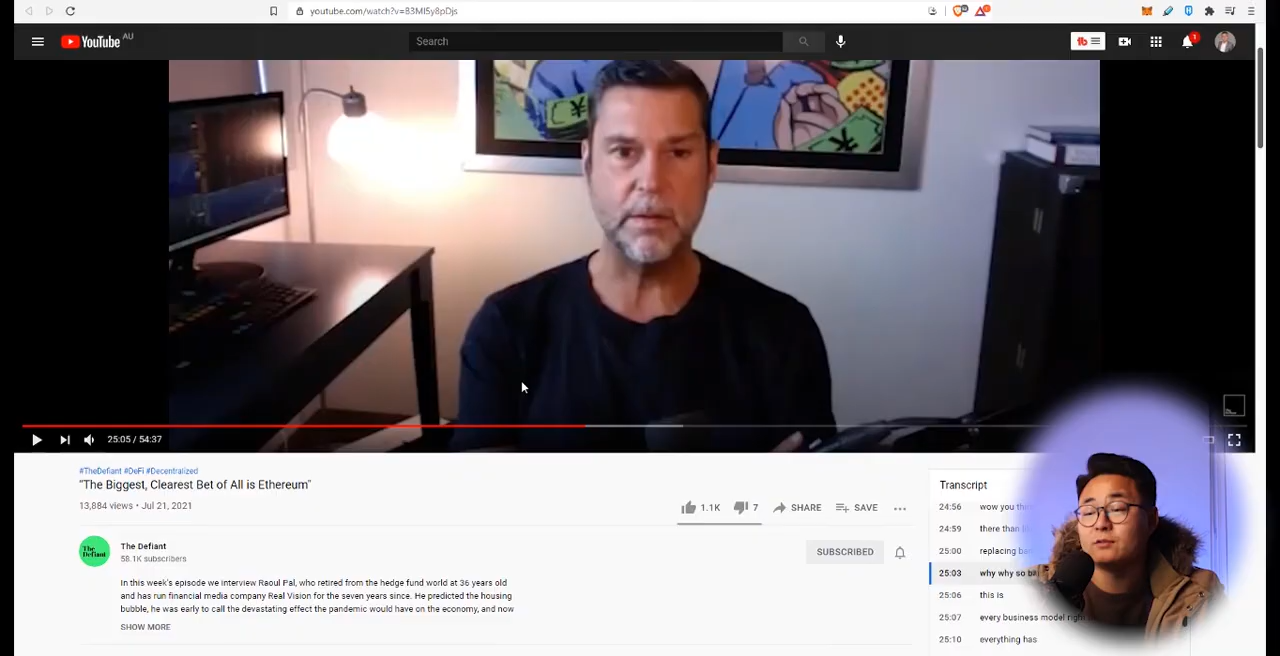 youtube.com/watch?v=B3MISy8pDjs
YouTube AU
Search
1
25:05 / 54:37
#TheDefiant #DeFi #Decentralized
"The Biggest, Clearest Bet of All is Ethereum"
13,884 views • Jul 21, 2021
1.1K
7
SHARE
SAVE
The Defiant
The Defiant
58.1K subscribers
SUBSCRIBED
In this week's episode we interview Raoul Pal, who retired from the hedge fund world at 36 years old
and has run financial media company Real Vision for the seven years since. He predicted the housing
bubble, he was early to call the devastating effect the pandemic would have on the economy, and now
SHOW MORE
Transcript
24:56 wow you
24:59 there than
25:00 replacing
25:03 why why so
25:06 this is
25:07 every business model right
25:10 everything has